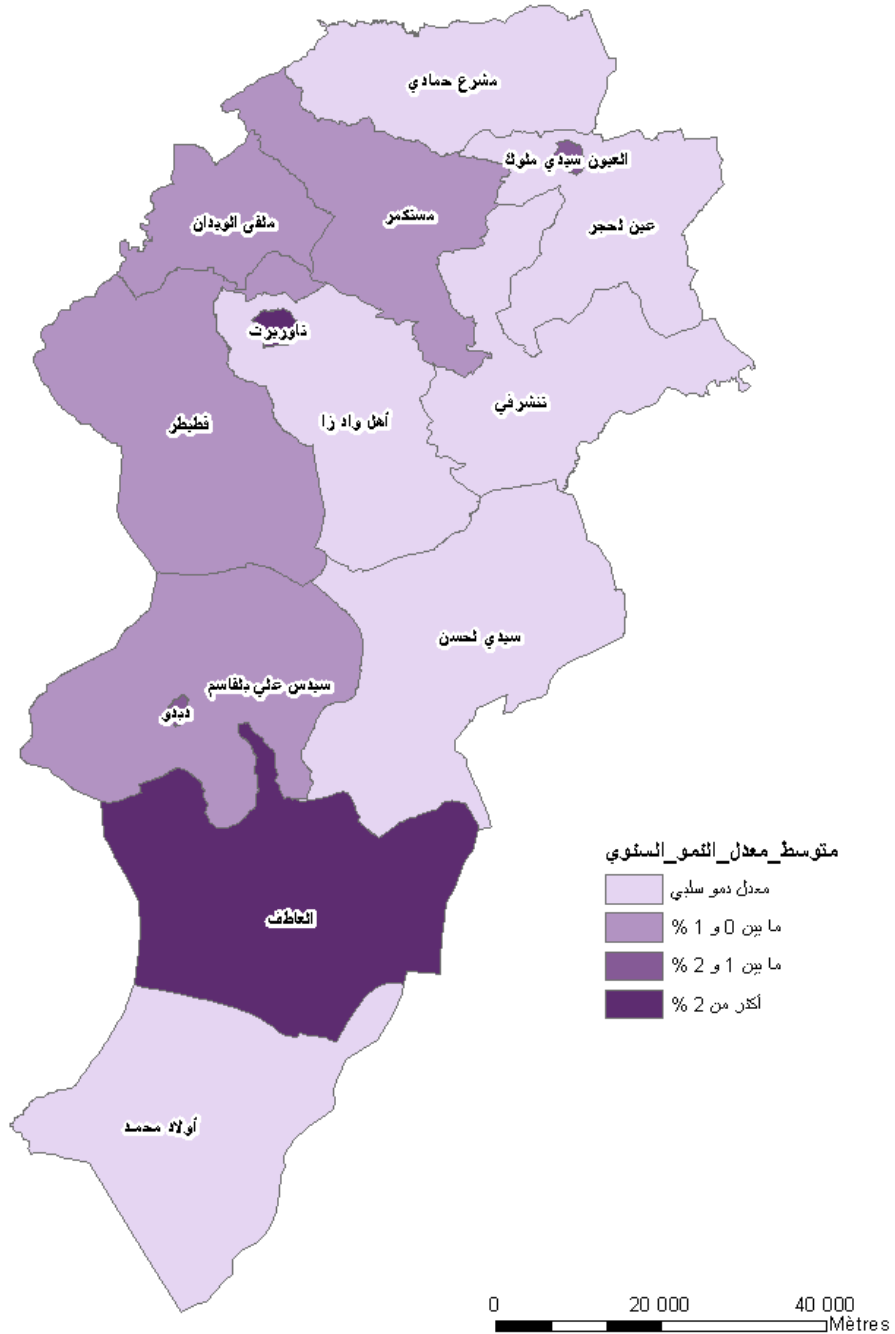 مشرع حمادي
العيون سيدي ملوك
ملقى الويدان
مستكمر
عين لحجر
تاوريرت
قطيطر
أهل واد زا
تنشرفي
سيدي لحسن
سيدس علي بلقاسم
دبدو
متوسط_معدل_النمو_السنوي
معدل نمو سلبي
ما بين 0 و 1 %
ما بين 1 و 2 %
أكثر من 2 %
العاطف
أولاد محمد
0 20 000 40 000
Mètres